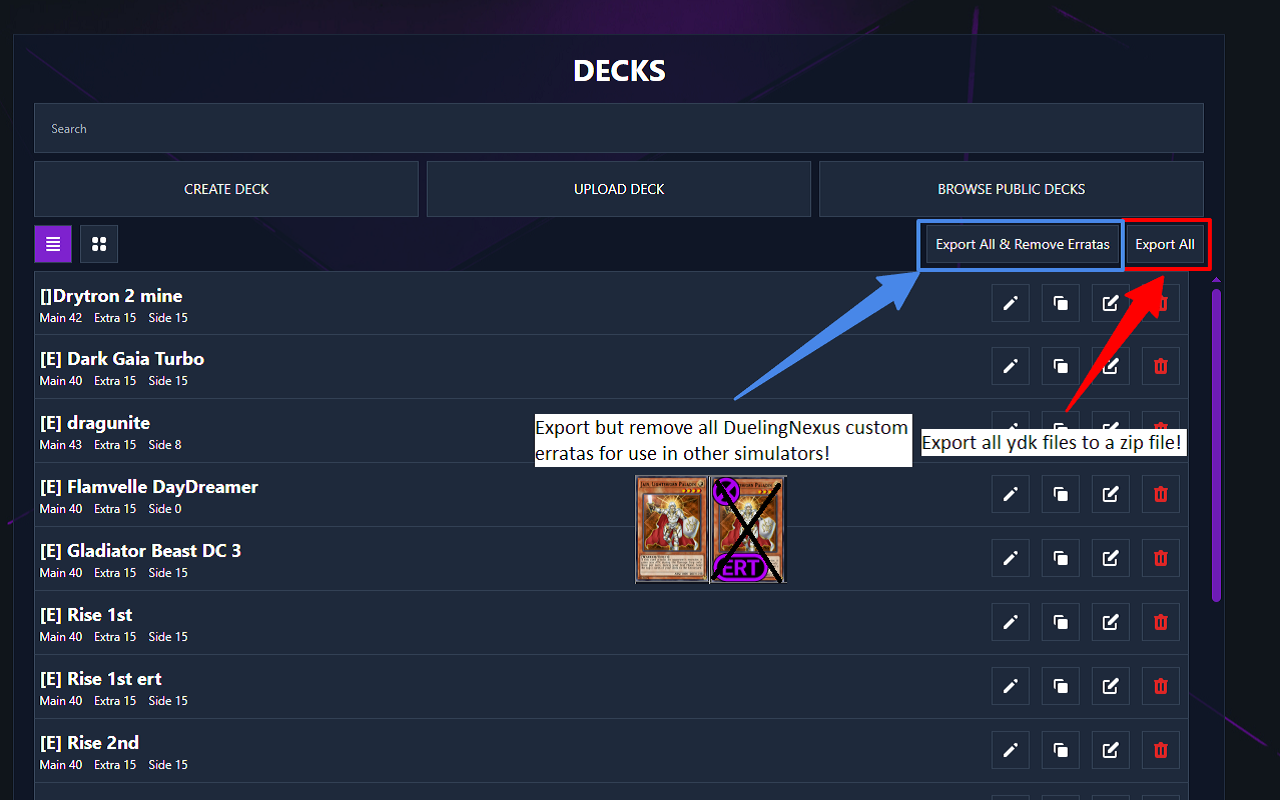 DECKS
Search
CREATE DECK
UPLOAD DECK
BROWSE PUBLIC DECKS
Export All & Remove Erratas
Export All
[]Drytron 2 mine
Main 42 Extra 15 Side 15
[E] Dark Gaia Turbo
Main 40 Extra 15 Side 15
[E] dragunite
Main 43 Extra 15 Side 8
Export but remove all DuelingNexus custom
erratas for use in other simulators!
Export all ydk files to a zip file!
[E] Flamvelle DayDreamer
Main 40 Extra 15 Side 0
ERT
[E] Gladiator Beast DC 3
Main 40 Extra 15 Side 15
[E] Rise 1st
Main 40 Extra 15 Side 15
[E] Rise 1st ert
Main 40 Extra 15 Side 15
[E] Rise 2nd
Main 40 Extra 15 Side 15